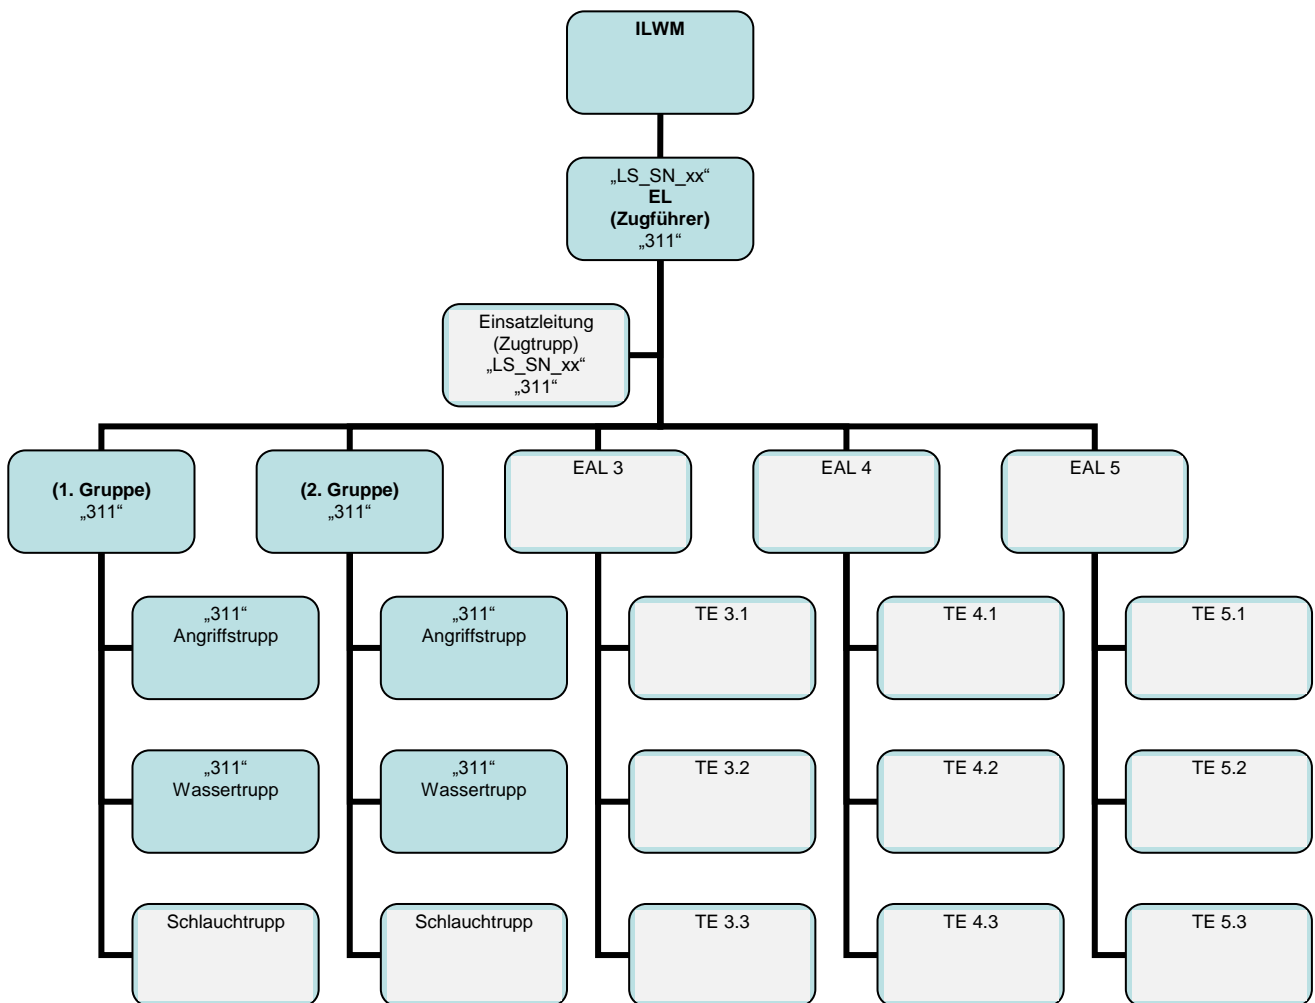 ILWM
„LS_SN_xx“
EL
(Zugführer)
„311“
Einsatzleitung
(Zugtrupp)
„LS_SN_xx“
„311“
(1. Gruppe)
„311“
(2. Gruppe)
„311“
EAL 3
EAL 4
EAL 5
„311“
Angriffstrupp
„311“
Angriffstrupp
TE 3.1
TE 4.1
TE 5.1
„311“
Wassertrupp
„311“
Wassertrupp
TE 3.2
TE 4.2
TE 5.2
Schlauchtrupp
Schlauchtrupp
TE 3.3
TE 4.3
TE 5.3